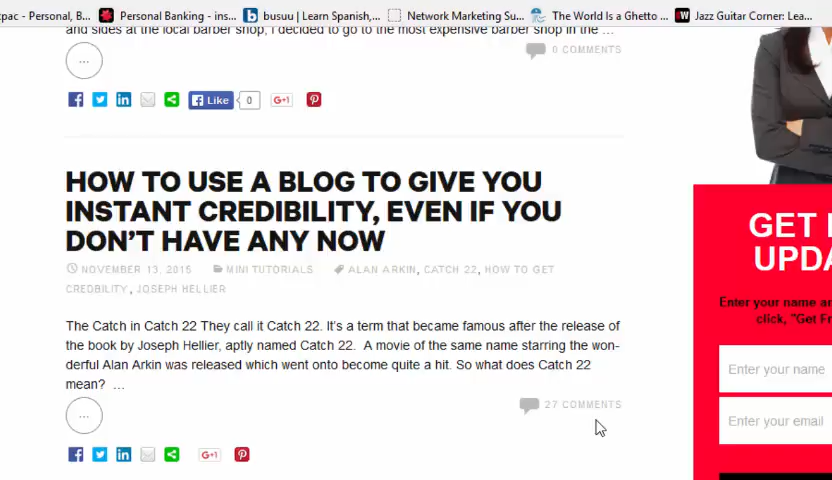 cpac - Personal, B... Personal Banking - ins... busuu | Learn Spanish,... Network Marketing Su... The World Is a Ghetto ... Jazz Guitar Corner: Lea...
and sides at the local barber shop, I decided to go to the most expensive barber shop in the ...
...
0 COMMENTS
Like 0 G+1
HOW TO USE A BLOG TO GIVE YOU
INSTANT CREDIBILITY, EVEN IF YOU
DON'T HAVE ANY NOW
NOVEMBER 13, 2015 MINI TUTORIALS ALAN ARKIN, CATCH 22, HOW TO GET
CREDBILITY, JOSEPH HELLIER
The Catch in Catch 22 They call it Catch 22. It's a term that became famous after the release of
the book by Joseph Hellier, aptly named Catch 22. A movie of the same name starring the won-
derful Alan Arkin was released which went onto become quite a hit. So what does Catch 22
mean? ...
...
27 COMMENTS
G+1
GET
UPDA
Enter your name
click, "Get Fr
Enter your name
Enter your email